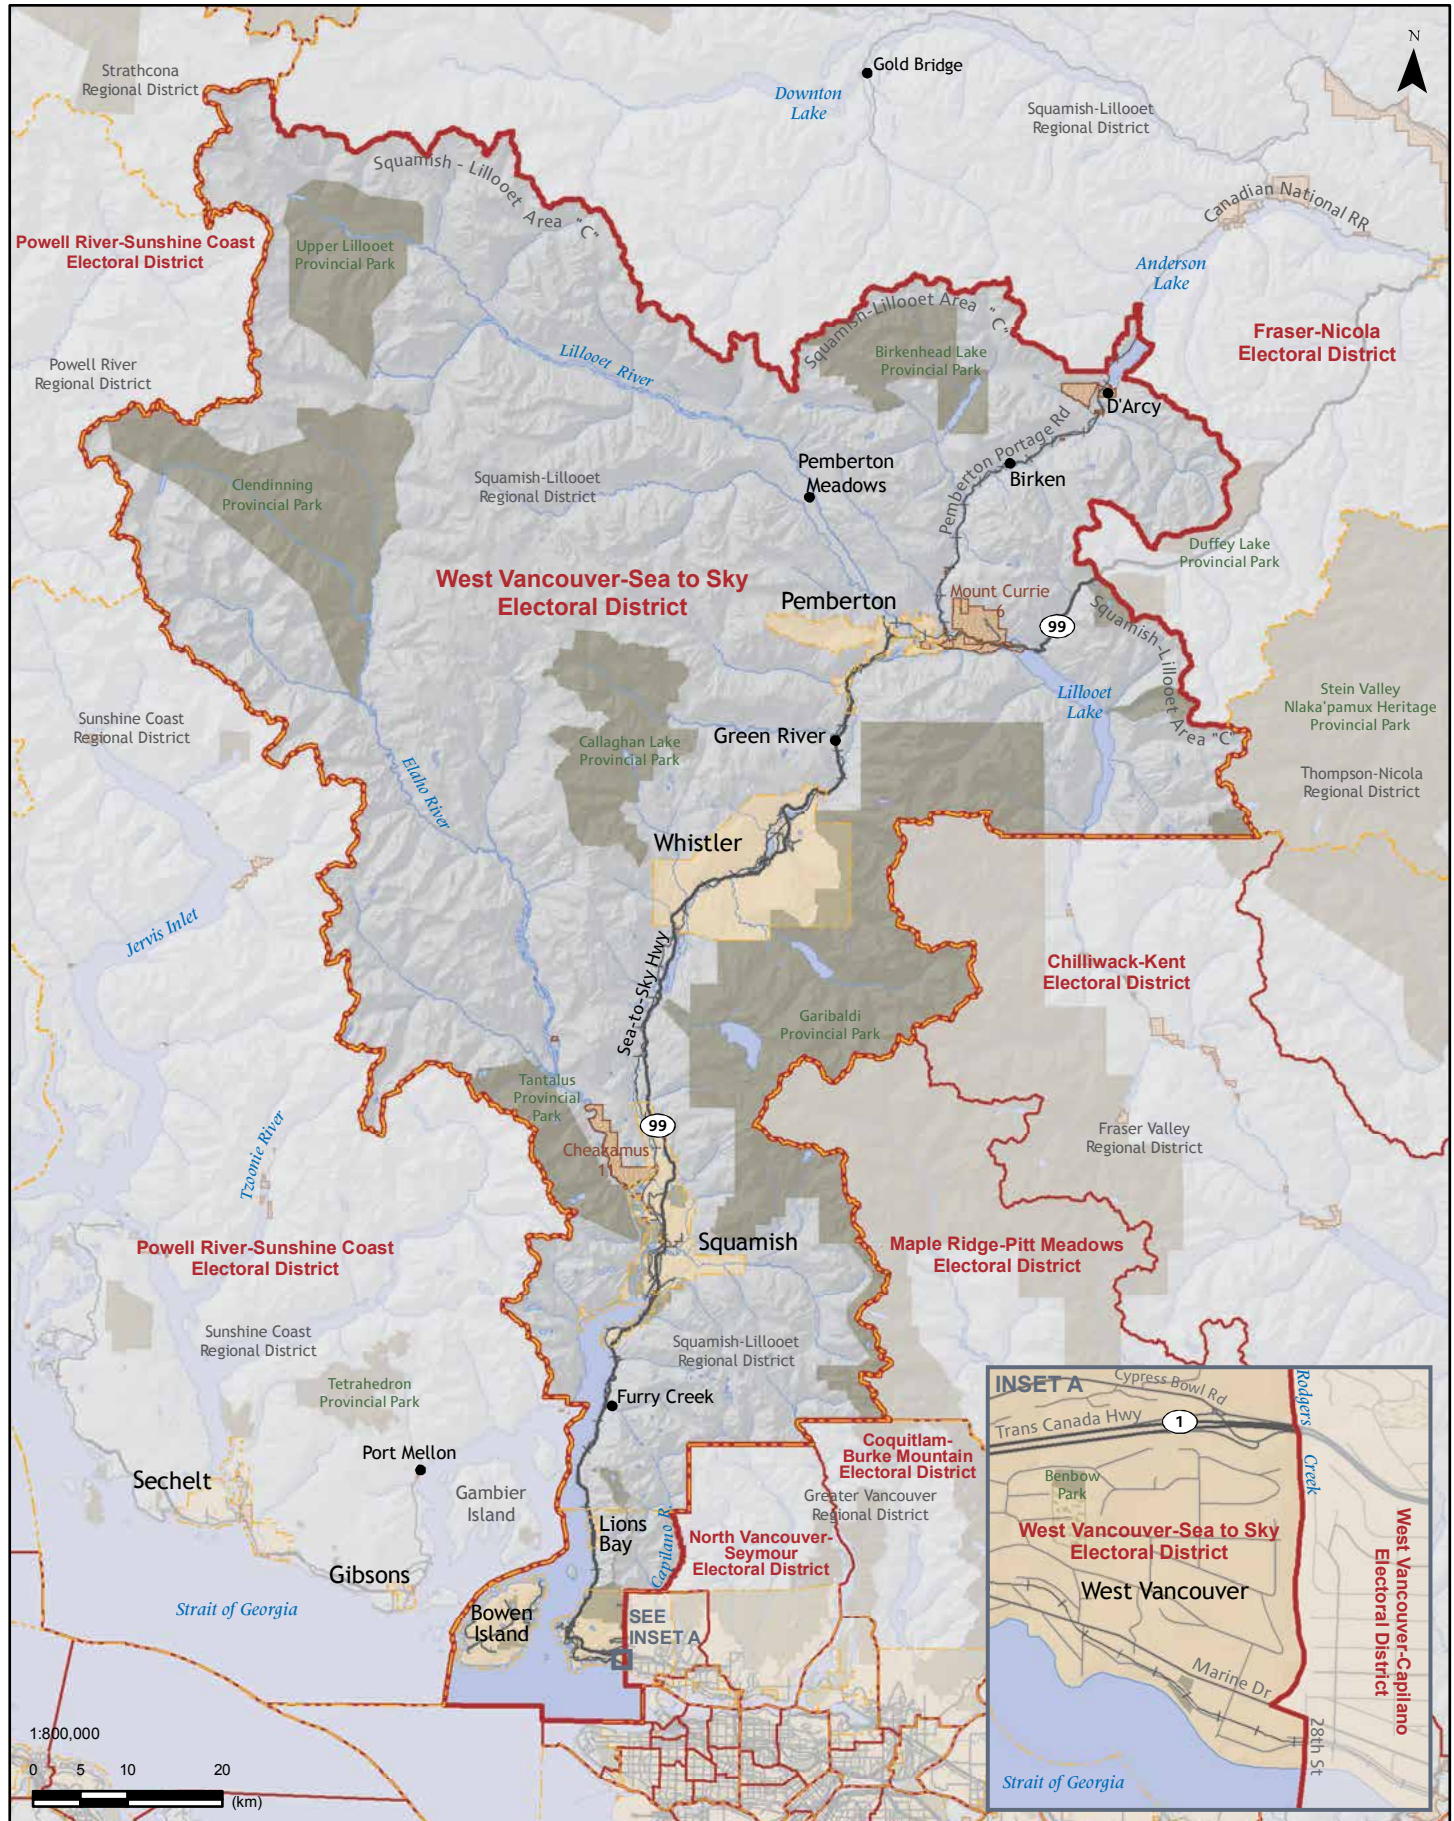 N
Gold Bridge
Strathcona
Regional District
Downton
Lake
Squamish-Lillooet
Regional District
Squamish - Lillooet Area "C"
Canadian National RR
Powell River-Sunshine Coast
Electoral District
Upper Lillooet
Provincial Park
Anderson
Lake
Squamish-Lillooet Area "C"
Fraser-Nicola
Electoral District
Powell River
Regional District
Lillooet River
Birkenhead Lake
Provincial Park
D'Arcy
Pemberton Portage Rd
Pemberton
Meadows
Birken
Squamish-Lillooet
Regional District
Clendinning
Provincial Park
Duffey Lake
Provincial Park
West Vancouver-Sea to Sky
Electoral District
Pemberton
Mount Currie
6
99
Squamish-Lillooet Area "C"
Lillooet
Lake
Stein Valley
Nlaka'pamux Heritage
Provincial Park
Sunshine Coast
Regional District
Callaghan Lake
Provincial Park
Green River
Elaho River
Thompson-Nicola
Regional District
Whistler
Jervis Inlet
Sea-to-Sky Hwy
Chilliwack-Kent
Electoral District
Garibaldi
Provincial Park
Tantalus
Provincial
Park
99
Cheakamus
11
Tzoonie River
Fraser Valley
Regional District
Powell River-Sunshine Coast
Electoral District
Squamish
Maple Ridge-Pitt Meadows
Electoral District
Sunshine Coast
Regional District
Squamish-Lillooet
Regional District
Tetrahedron
Provincial Park
Furry Creek
Port Mellon
Sechelt
Gambier
Island
Coquitlam-
Burke Mountain
Electoral District
Greater Vancouver
Regional District
Lions
Bay
Capilano R.
North Vancouver-
Seymour
Electoral District
Gibsons
Strait of Georgia
Bowen
Island
SEE
INSET A
INSET A
Cypress Bowl Rd
Rodgers
Creek
Trans Canada Hwy
1
Benbow
Park
West Vancouver-Sea to Sky
Electoral District
West Vancouver
West Vancouver-Capilano
Electoral District
Marine Dr
28th St
Strait of Georgia
1:800,000
0 5 10 20
(km)